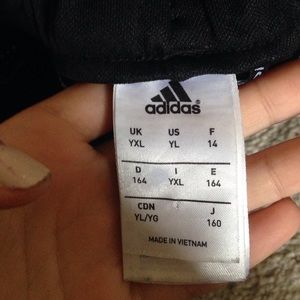 adidas®
UK US F
YXL YL 14
D I E
164 YXL 164
CDN J
YL/YG 160
MADE IN VIETNAM